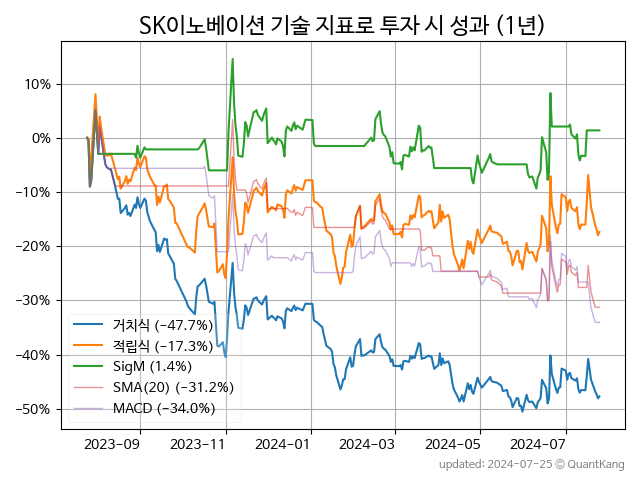 SK이노베이션 기술 지표로 투자 시 성과 (1년)
10%
0%
−10%
−20%
−30%
−40%
−50%
거치식 (−47.7%)
적립식 (−17.3%)
SigM (1.4%)
SMA(20) (−31.2%)
MACD (−34.0%)
2023−09 2023−11 2024−01 2024−03 2024−05 2024−07
updated: 2024−07−25 © QuantKang